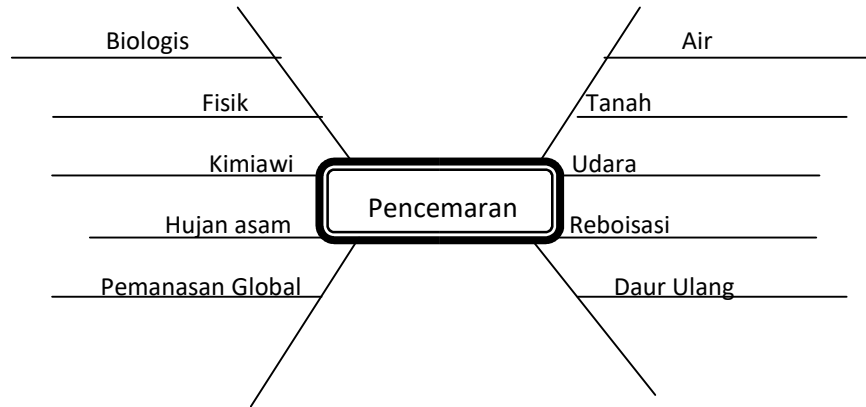 Biologis
Air
Fisik
Tanah
Kimiawi
Udara
Pencemaran
Hujan asam
Reboisasi
Pemanasan Global
Daur Ulang